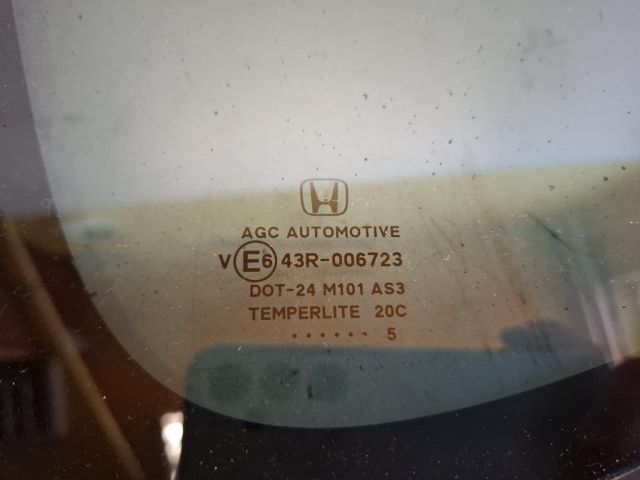 AGC AUTOMOTIVE
V E6 43R-006723
DOT-24 M101 AS3
TEMPERLITE 20C
...... 5